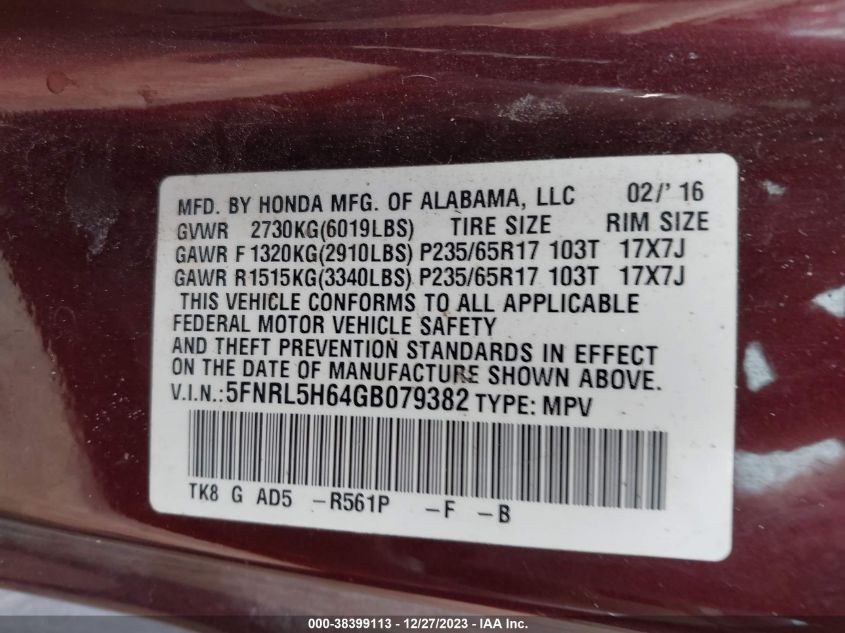 MFD. BY HONDA MFG. OF ALABAMA, LLC 02/' 16
GVWR 2730KG(6019LBS) TIRE SIZE RIM SIZE
GAWR F 1320KG(2910LBS) P235/65R17 103T 17X7J
GAWR R1515KG(3340LBS) P235/65R17 103T 17X7J
THIS VEHICLE CONFORMS TO ALL APPLICABLE
FEDERAL MOTOR VEHICLE SAFETY
AND THEFT PREVENTION STANDARDS IN EFFECT
ON THE DATE OF MANUFACTURE SHOWN ABOVE.
V.I.N.:5FNRL5H64GB079382 TYPE: MPV
TK8 G AD5 -R561P -F -B
000-38399113 - 12/27/2023 - IAA Inc.